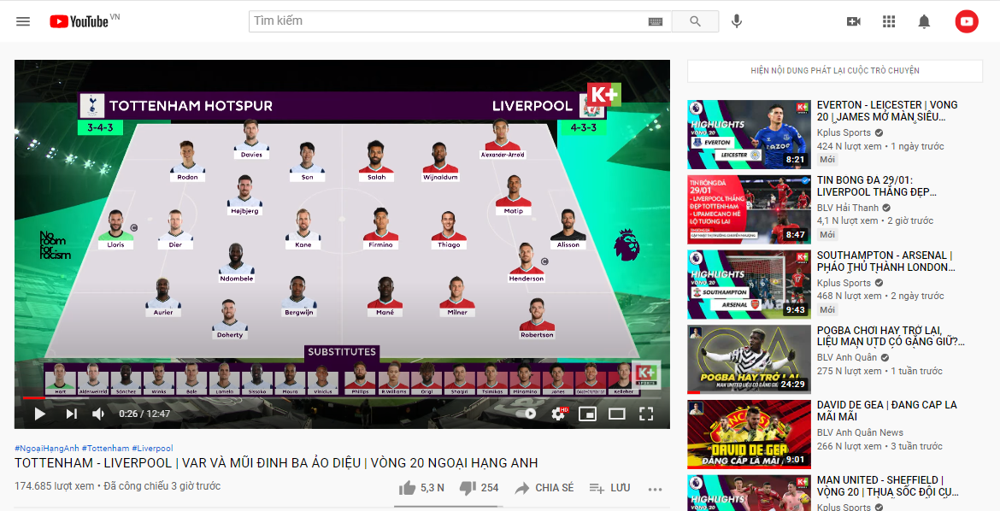 YouTube VN
Tìm kiếm
TOTTENHAM HOTSPUR
LIVERPOOL
K+
3-4-3
4-3-3
Davies
Alexander-Arnold
Rodon
Son
Salah
Wijnaldum
Højbjerg
Matip
Lloris
Dier
Kane
Firmino
Thiago
Alisson
No
room
for
racism
Ndombele
Henderson
Aurier
Bergwijn
Mané
Milner
Doherty
Robertson
SUBSTITUTES
Hart
Alderweireld
Sánchez
Winks
Bale
Lamela
Sissoko
Moura
Vinicius
Phillips
R.Williams
Origi
Shaqiri
Tsimikas
Minamino
Jones
Kelleher
K+
SPORTS
0:26 / 12:47
HD
#NgoạiHạngAnh #Tottenham #Liverpool
TOTTENHAM - LIVERPOOL | VAR VÀ MŨI ĐINH BA ẢO DIỆU | VÒNG 20 NGOẠI HẠNG ANH
174.685 lượt xem • Đã công chiếu 3 giờ trước
5,3 N
254
CHIA SẺ
LƯU
HIỆN NỘI DUNG PHÁT LẠI CUỘC TRÒ CHUYỆN
K+
HIGHLIGHTS
VÒNG 20
EVERTON
LEICESTER
8:21
EVERTON - LEICESTER | VÒNG
20 | JAMES MỞ MÀN SIÊU...
Kplus Sports
424 N lượt xem • 1 ngày trước
Mới
TIN BÓNG ĐÁ
29/01
- LIVERPOOL THẮNG
ĐẸP TOTTENHAM
- UPAMECANO HÉ
LỘ TƯƠNG LAI
8:47
TIN BÓNG ĐÁ 29/01:
LIVERPOOL THẮNG ĐẸP...
BLV Hải Thanh
4,1 N lượt xem • 2 giờ trước
Mới
K+
HIGHLIGHTS
VÒNG 20
SOUTHAMPTON
ARSENAL
9:43
SOUTHAMPTON - ARSENAL |
PHÁO THỦ THÀNH LONDON...
Kplus Sports
468 N lượt xem • 2 ngày trước
Mới
POGBA HAY TRỞ LẠI
MAN UNITED LIỆU CÓ GẮNG GIỮ?
24:29
POGBA CHƠI HAY TRỞ LẠI,
LIỆU MAN UTD CÓ GẮNG GIỮ?...
BLV Anh Quân
275 N lượt xem • 1 tuần trước
DAVID DE GEA
ĐẲNG CẤP LÀ MÃI MÃI
9:01
DAVID DE GEA | ĐẲNG CẤP LÀ
MÃI MÃI
BLV Anh Quân News
266 N lượt xem • 3 tuần trước
K+
HIGHLIGHTS
VÒNG 20
MAN UNITED - SHEFFIELD |
VÒNG 20 | THUA SỐC ĐỘI CU...
Kplus Sports